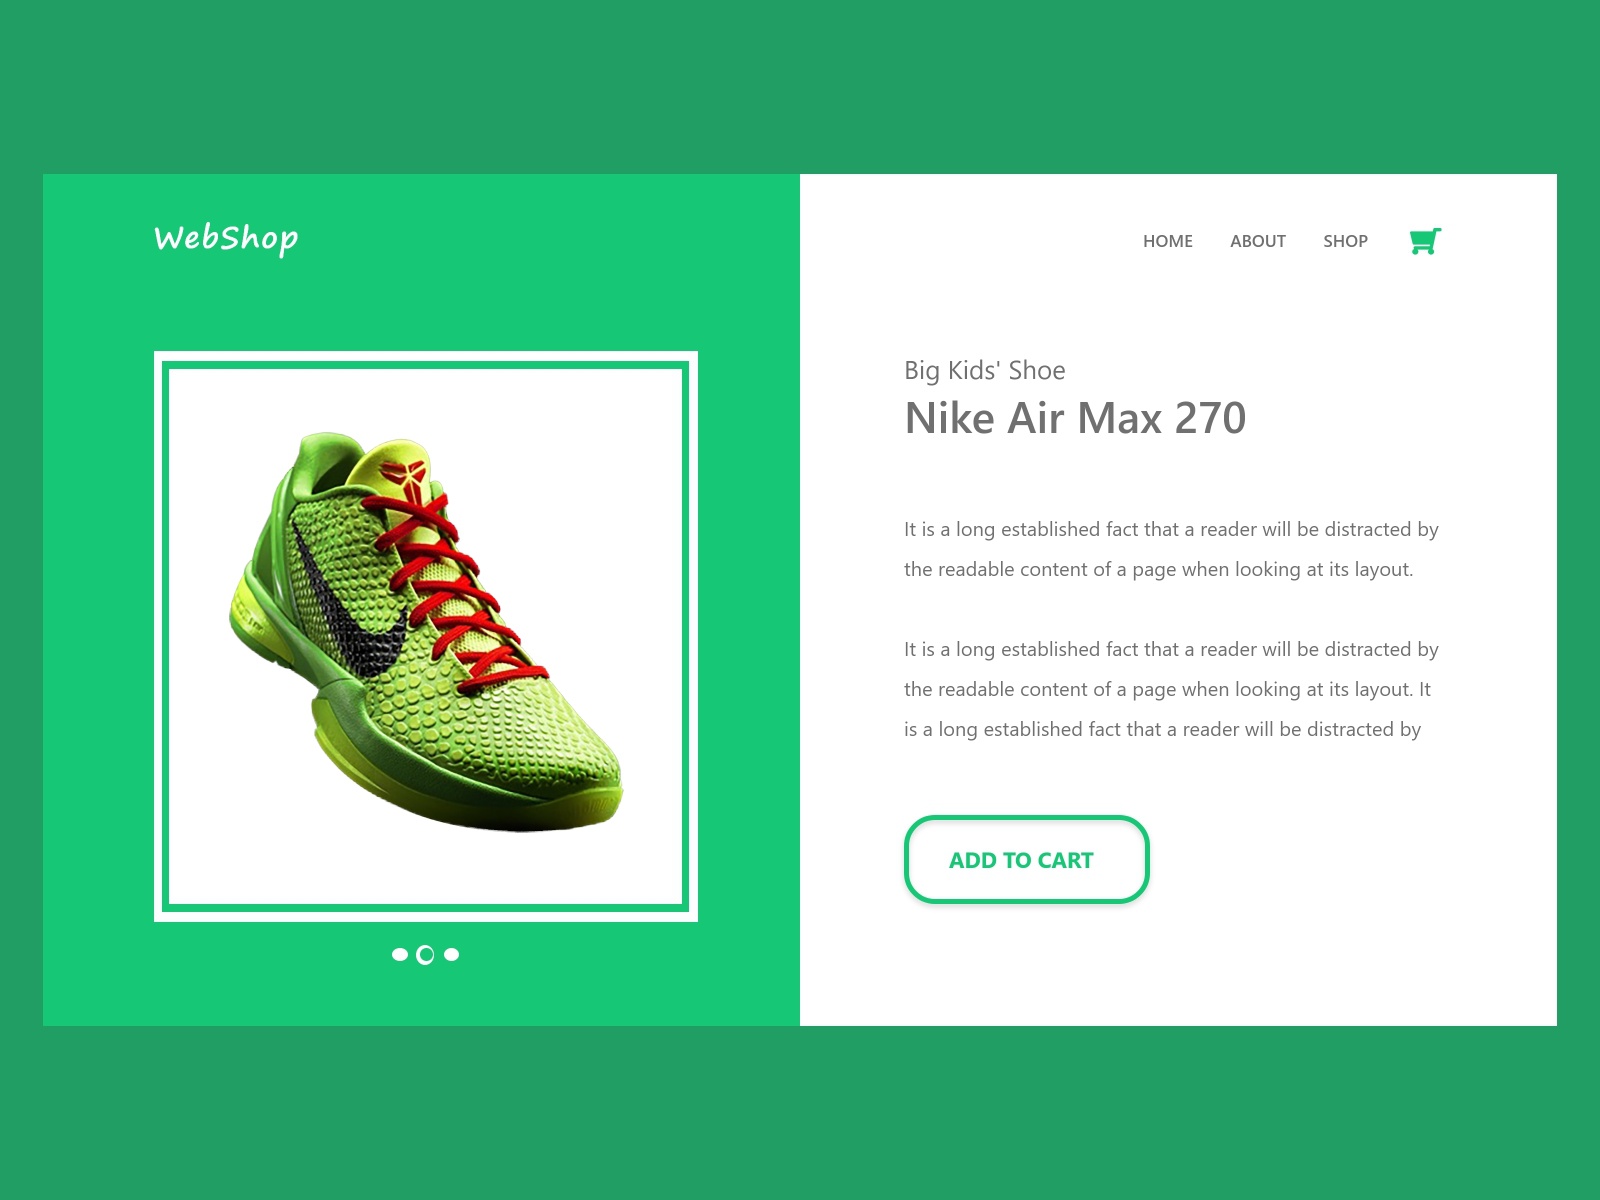 WebShop
HOME ABOUT SHOP
Big Kids' Shoe
Nike Air Max 270
It is a long established fact that a reader will be distracted by
the readable content of a page when looking at its layout.
It is a long established fact that a reader will be distracted by
the readable content of a page when looking at its layout. It
is a long established fact that a reader will be distracted by
ADD TO CART